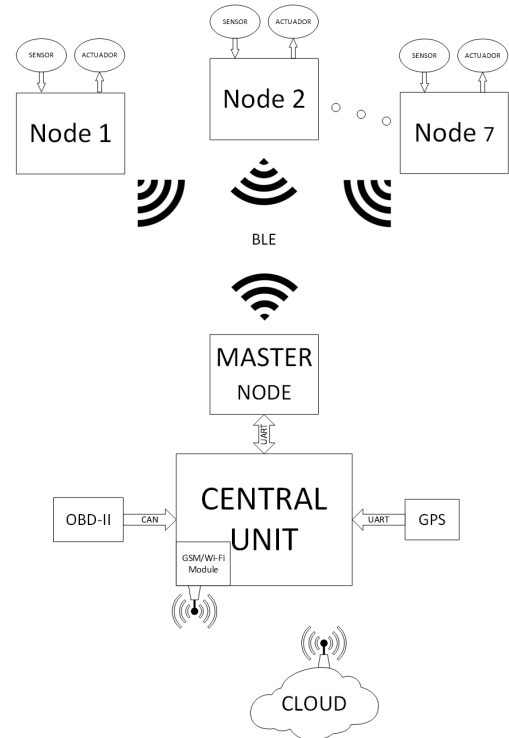 SENSOR
ACTUADOR
Node 1
SENSOR
ACTUADOR
Node 2
SENSOR
ACTUADOR
Node 7
BLE
MASTER
NODE
UART
CENTRAL
UNIT
OBD-II
CAN
UART
GPS
GSM/Wi-Fi
Module
CLOUD